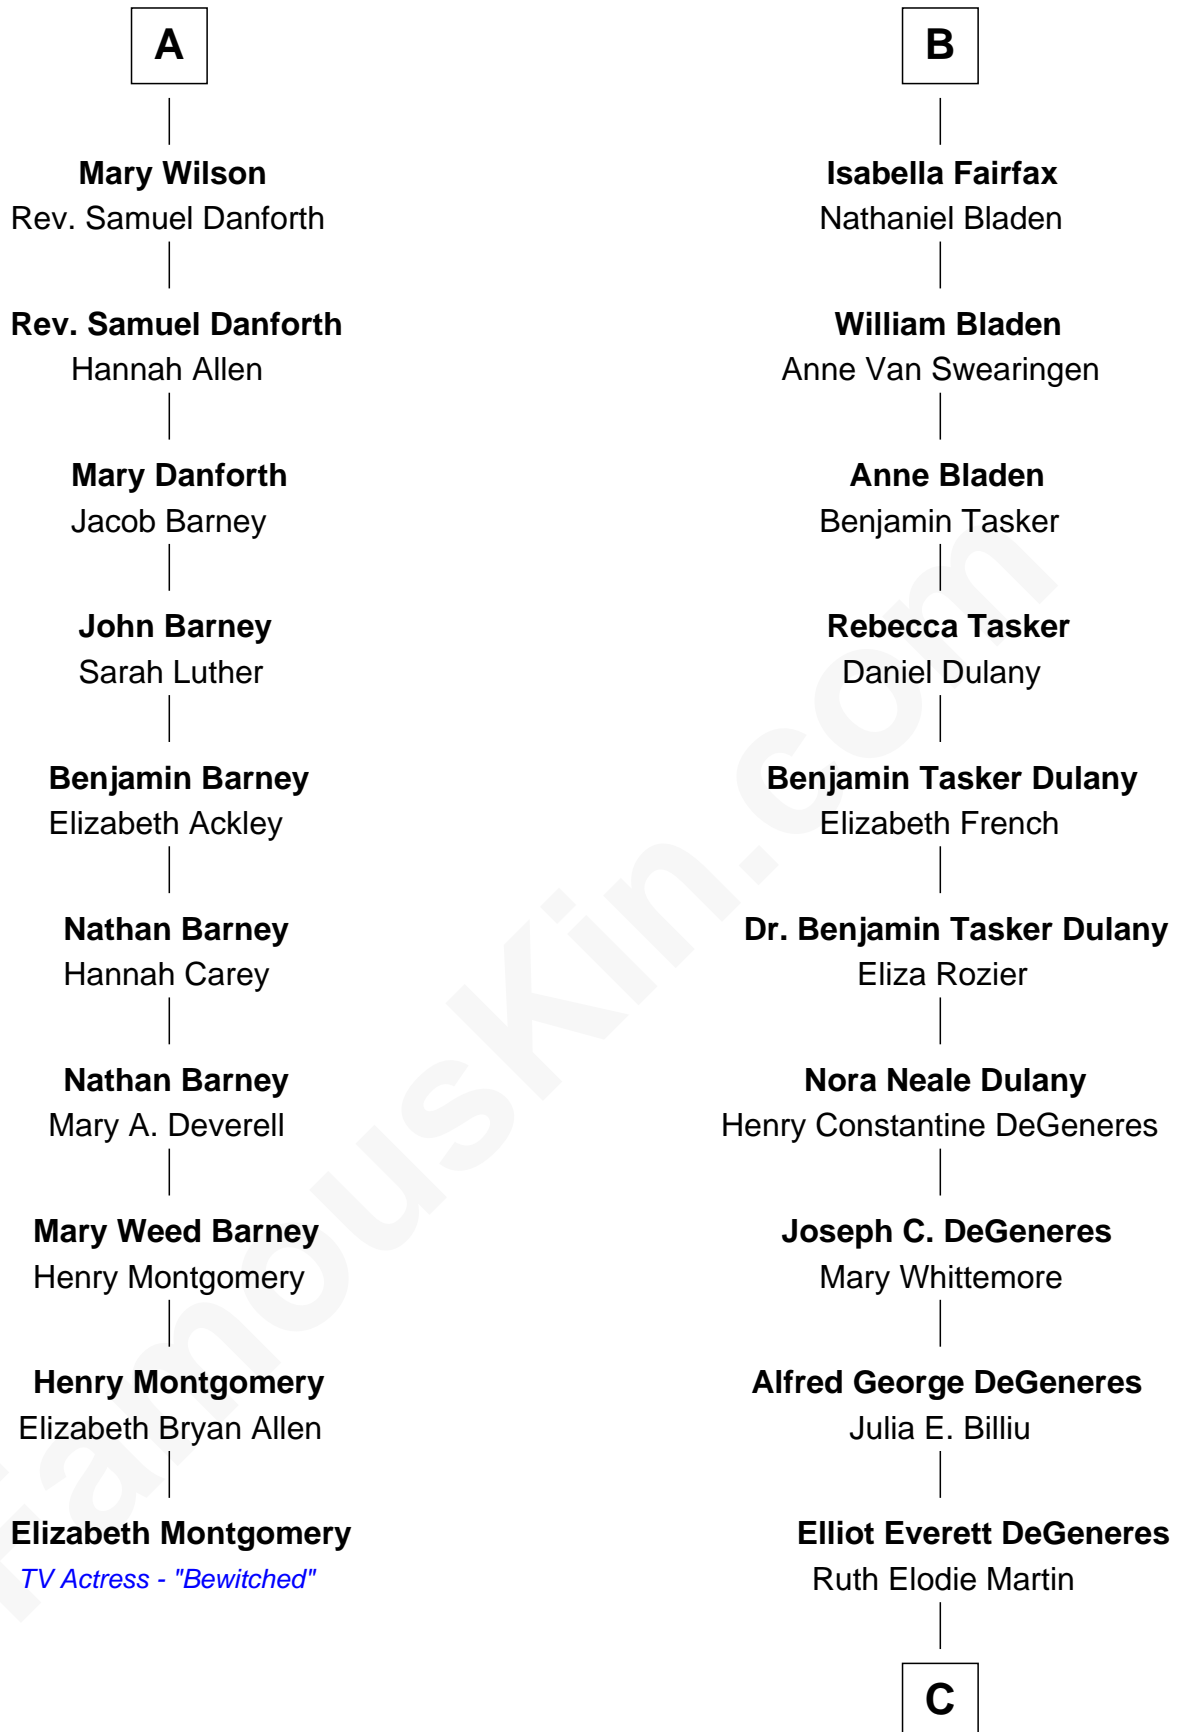 A
Mary Wilson
Rev. Samuel Danforth
Rev. Samuel Danforth
Hannah Allen
Mary Danforth
Jacob Barney
John Barney
Sarah Luther
Benjamin Barney
Elizabeth Ackley
Nathan Barney
Hannah Carey
Nathan Barney
Mary A. Deverell
Mary Weed Barney
Henry Montgomery
Henry Montgomery
Elizabeth Bryan Allen
Elizabeth Montgomery
TV Actress - "Bewitched"
B
Isabella Fairfax
Nathaniel Bladen
William Bladen
Anne Van Swearingen
Anne Bladen
Benjamin Tasker
Rebecca Tasker
Daniel Dulany
Benjamin Tasker Dulany
Elizabeth French
Dr. Benjamin Tasker Dulany
Eliza Rozier
Nora Neale Dulany
Henry Constantine DeGeneres
Joseph C. DeGeneres
Mary Whittemore
Alfred George DeGeneres
Julia E. Billiu
Elliot Everett DeGeneres
Ruth Elodie Martin
C
FamousKin.com